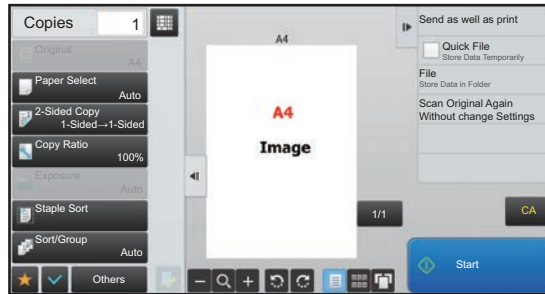 Copies 1
Original
A4
Paper Select
Auto
2-Sided Copy
1-Sided→1-Sided
Copy Ratio
100%
Exposure
Auto
Staple Sort
Sort/Group
Auto
Others
A4
A4
Image
1/1
Send as well as print
Quick File
Store Data Temporarily
File
Store Data in Folder
Scan Original Again
Without change Settings
CA
Start